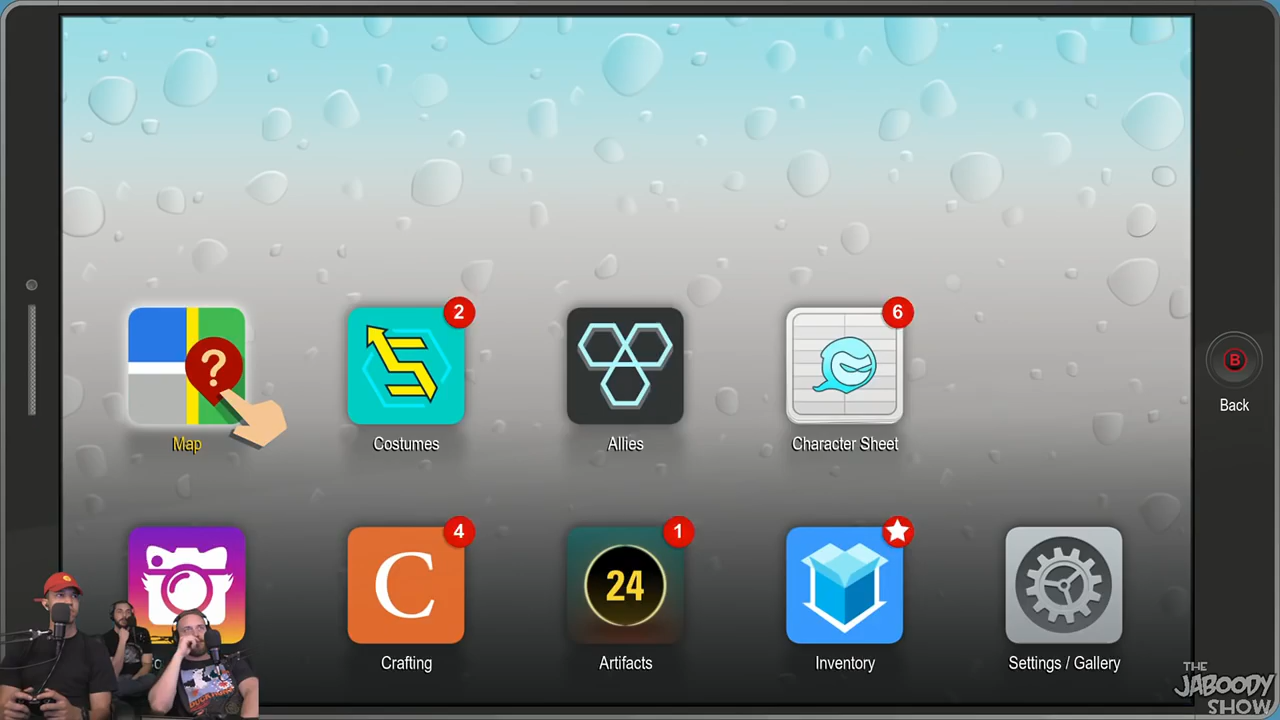 ?
2
6
B
Back
Map
Costumes
Allies
Character Sheet
4
1
C
24
Crafting
Artifacts
Inventory
Settings / Gallery
THE
JABOODY
SHOW